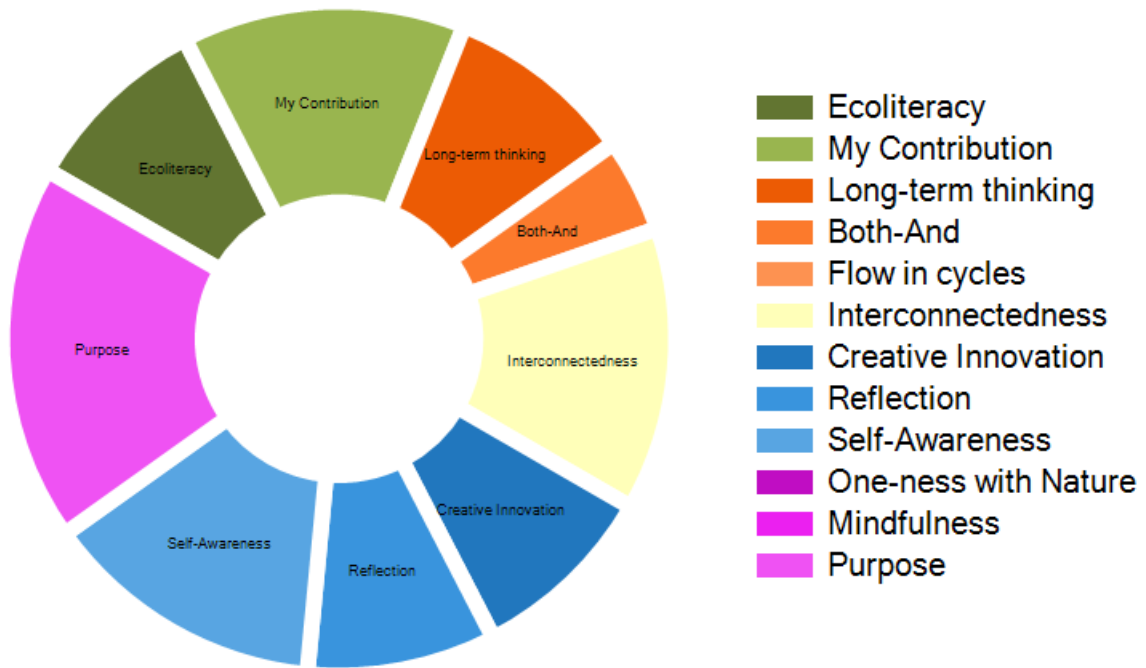 My Contribution
Long-term thinking
Ecoliteracy
Both-And
Purpose
Interconnectedness
Creative Innovation
Self-Awareness
Reflection
Ecoliteracy
My Contribution
Long-term thinking
Both-And
Flow in cycles
Interconnectedness
Creative Innovation
Reflection
Self-Awareness
One-ness with Nature
Mindfulness
Purpose